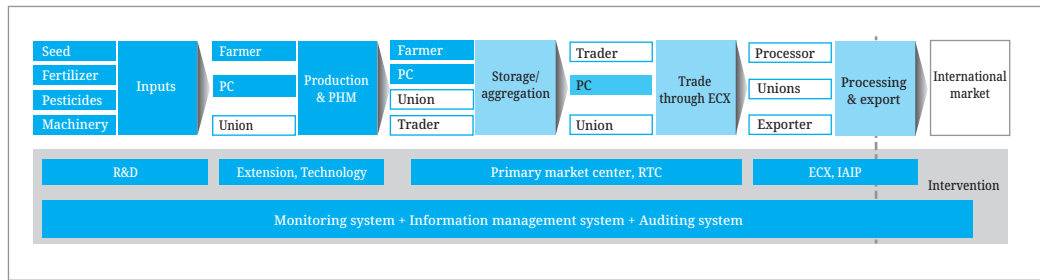 Seed
Fertilizer
Pesticides
Machinery
Inputs
Farmer
PC
Union
Production
& PHM
Farmer
PC
Union
Trader
Storage/
aggregation
Trader
PC
Union
Trade
through ECX
Processor
Unions
Exporter
Processing
& export
International
market
R&D
Extension, Technology
Primary market center, RTC
ECX, IAIP
Intervention
Monitoring system + Information management system + Auditing system